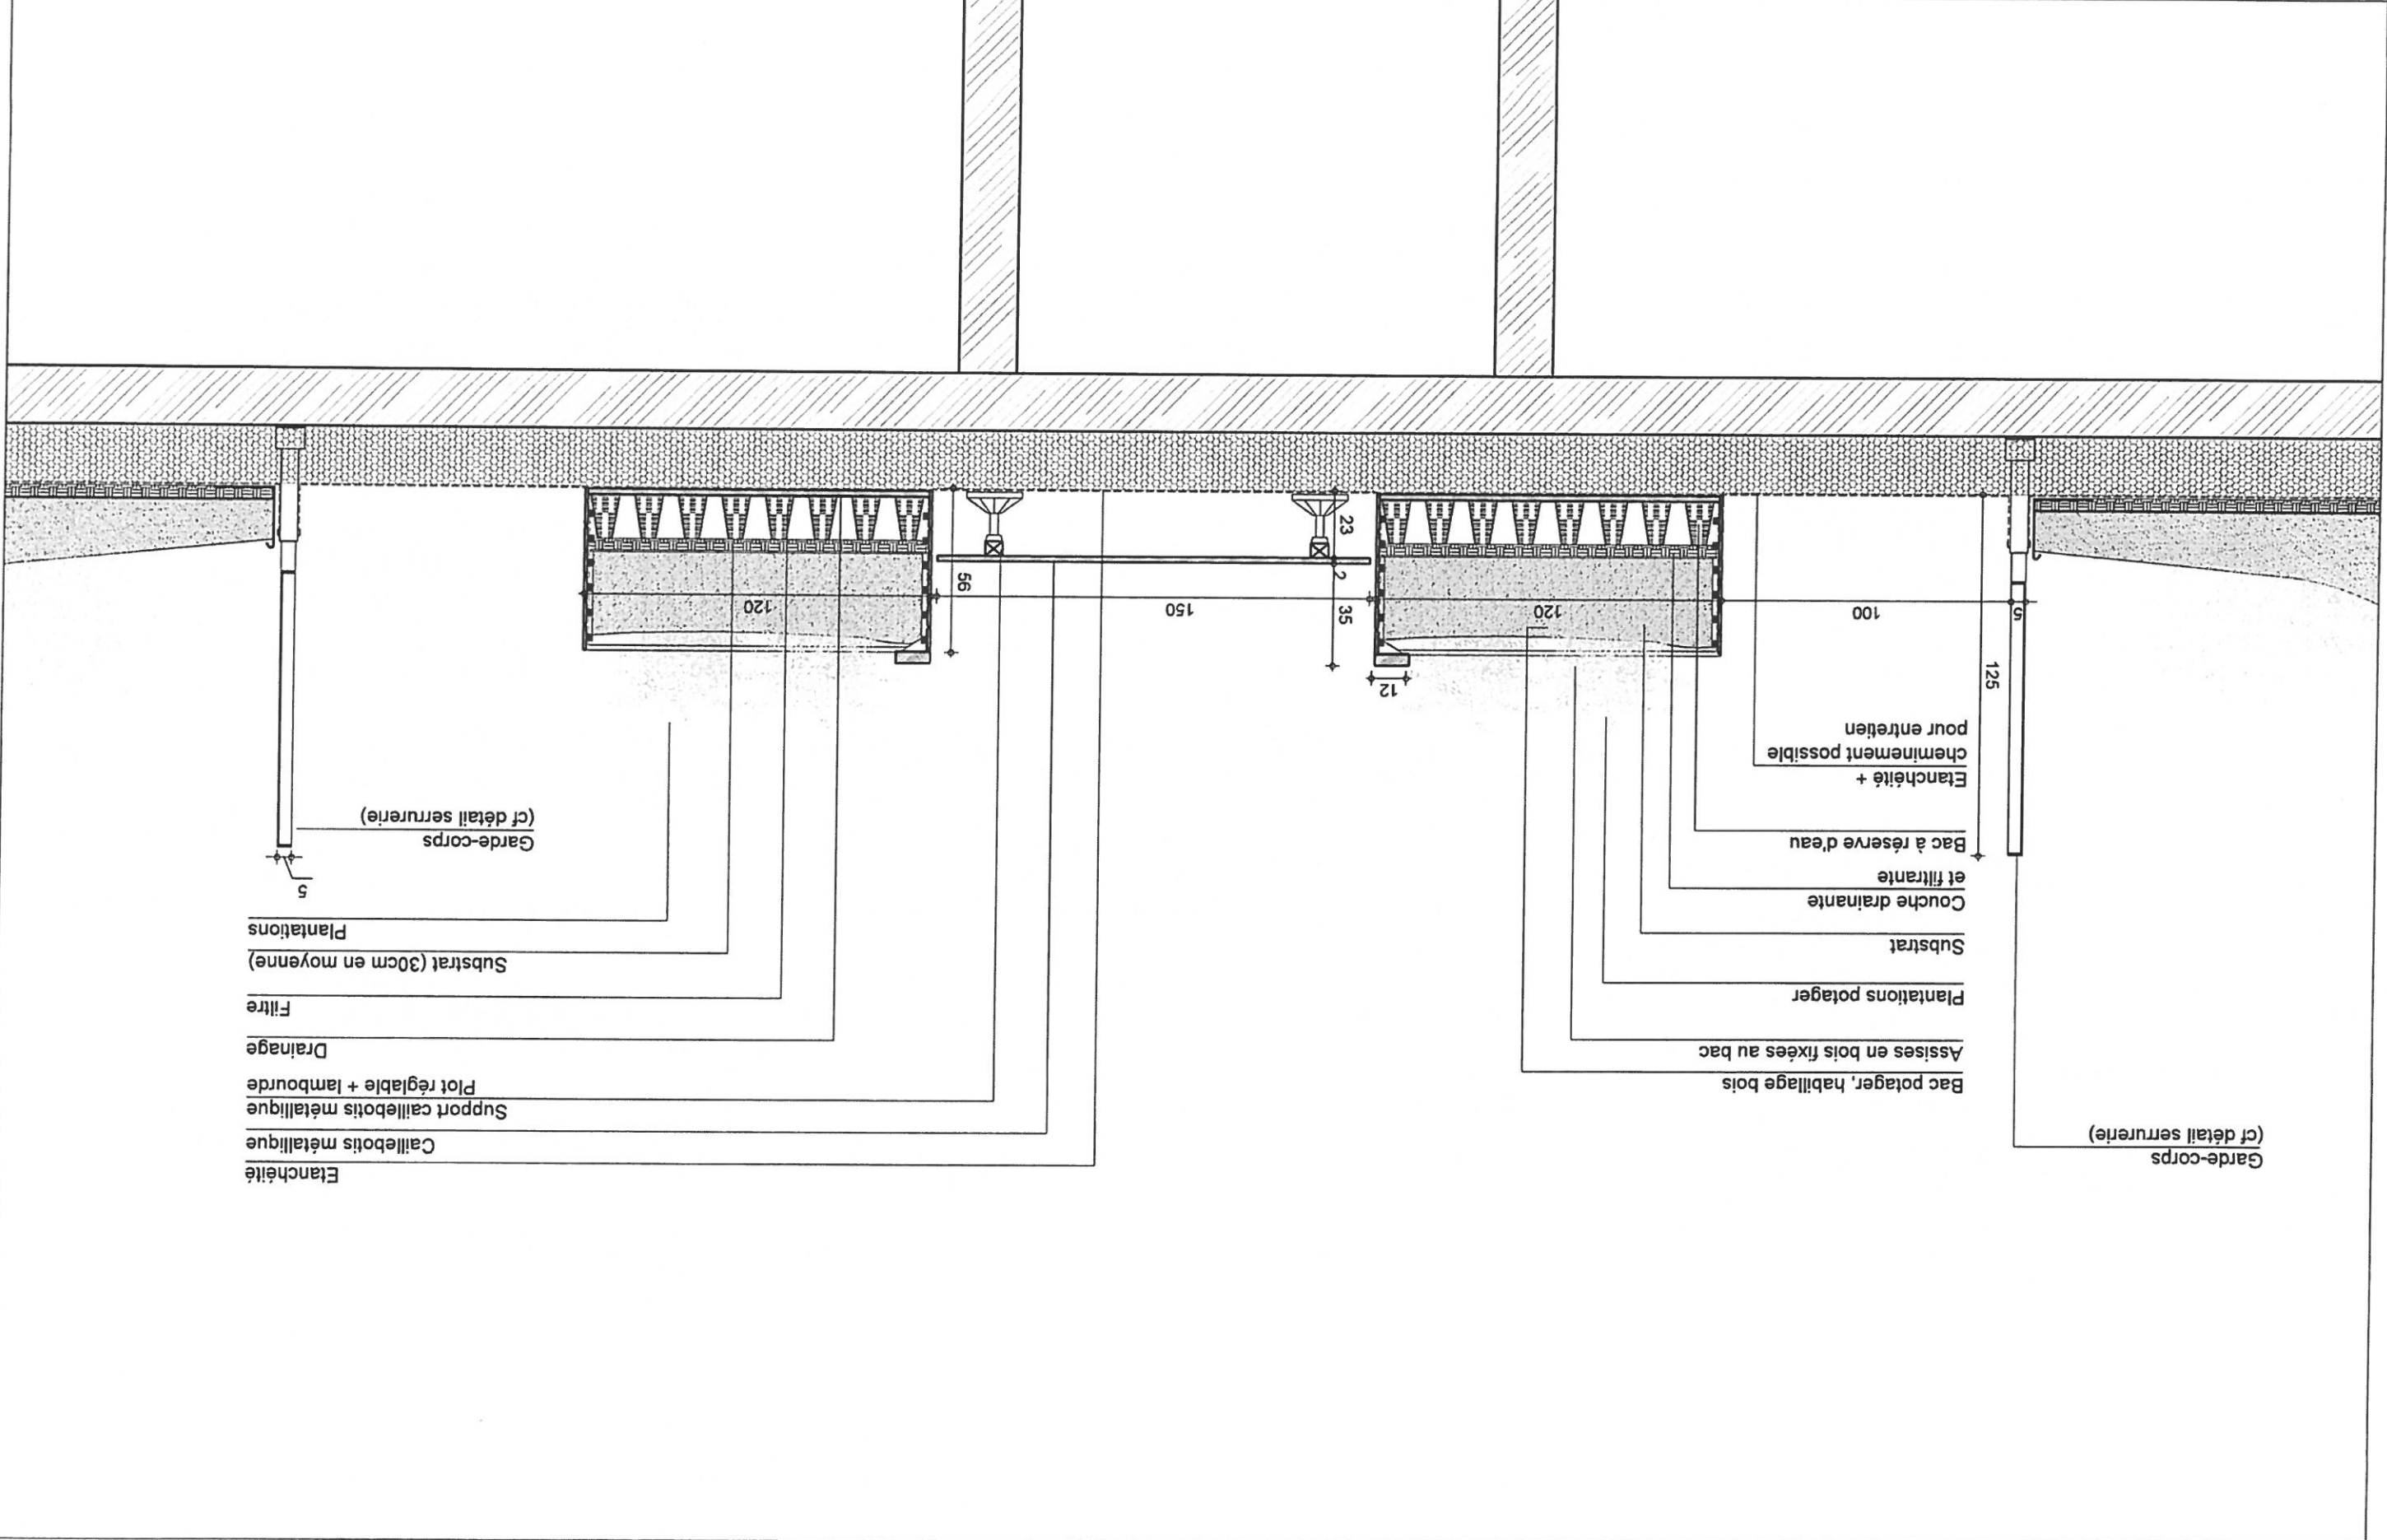 Garde-corps
(cf détail serrurerie)
Bac potager, habillage bois
Assises en bois fixées au bac
Plantations potager
Substrat
Couche drainante
et filtrante
Bac à réserve d'eau
Etanchéité +
cheminement possible
pour entretien
Etanchéité
Caillebotis métallique
Support caillebotis métallique
Plot réglable + lambourde
Drainage
Filtre
Substrat (30cm en moyenne)
Plantations
5
Garde-corps
(cf détail serrurerie)
125
12
5
100
120
35
150
56
120
2
23